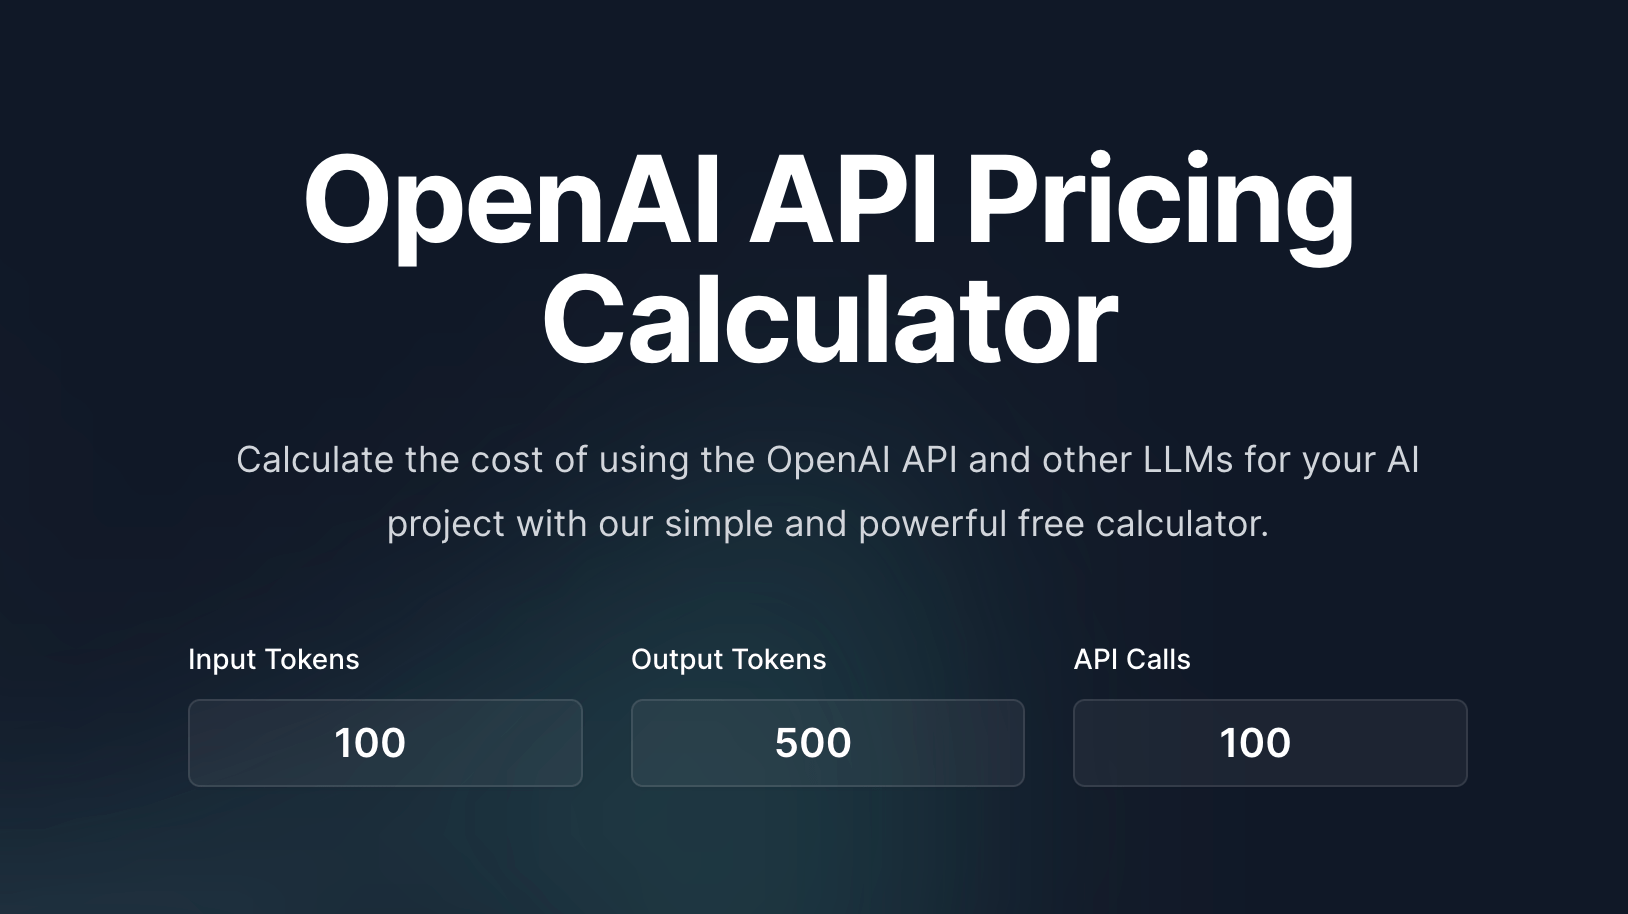 OpenAI API Pricing
Calculator
Calculate the cost of using the OpenAI API and other LLMs for your AI
project with our simple and powerful free calculator.
Input Tokens
Output Tokens
API Calls
100
500
100